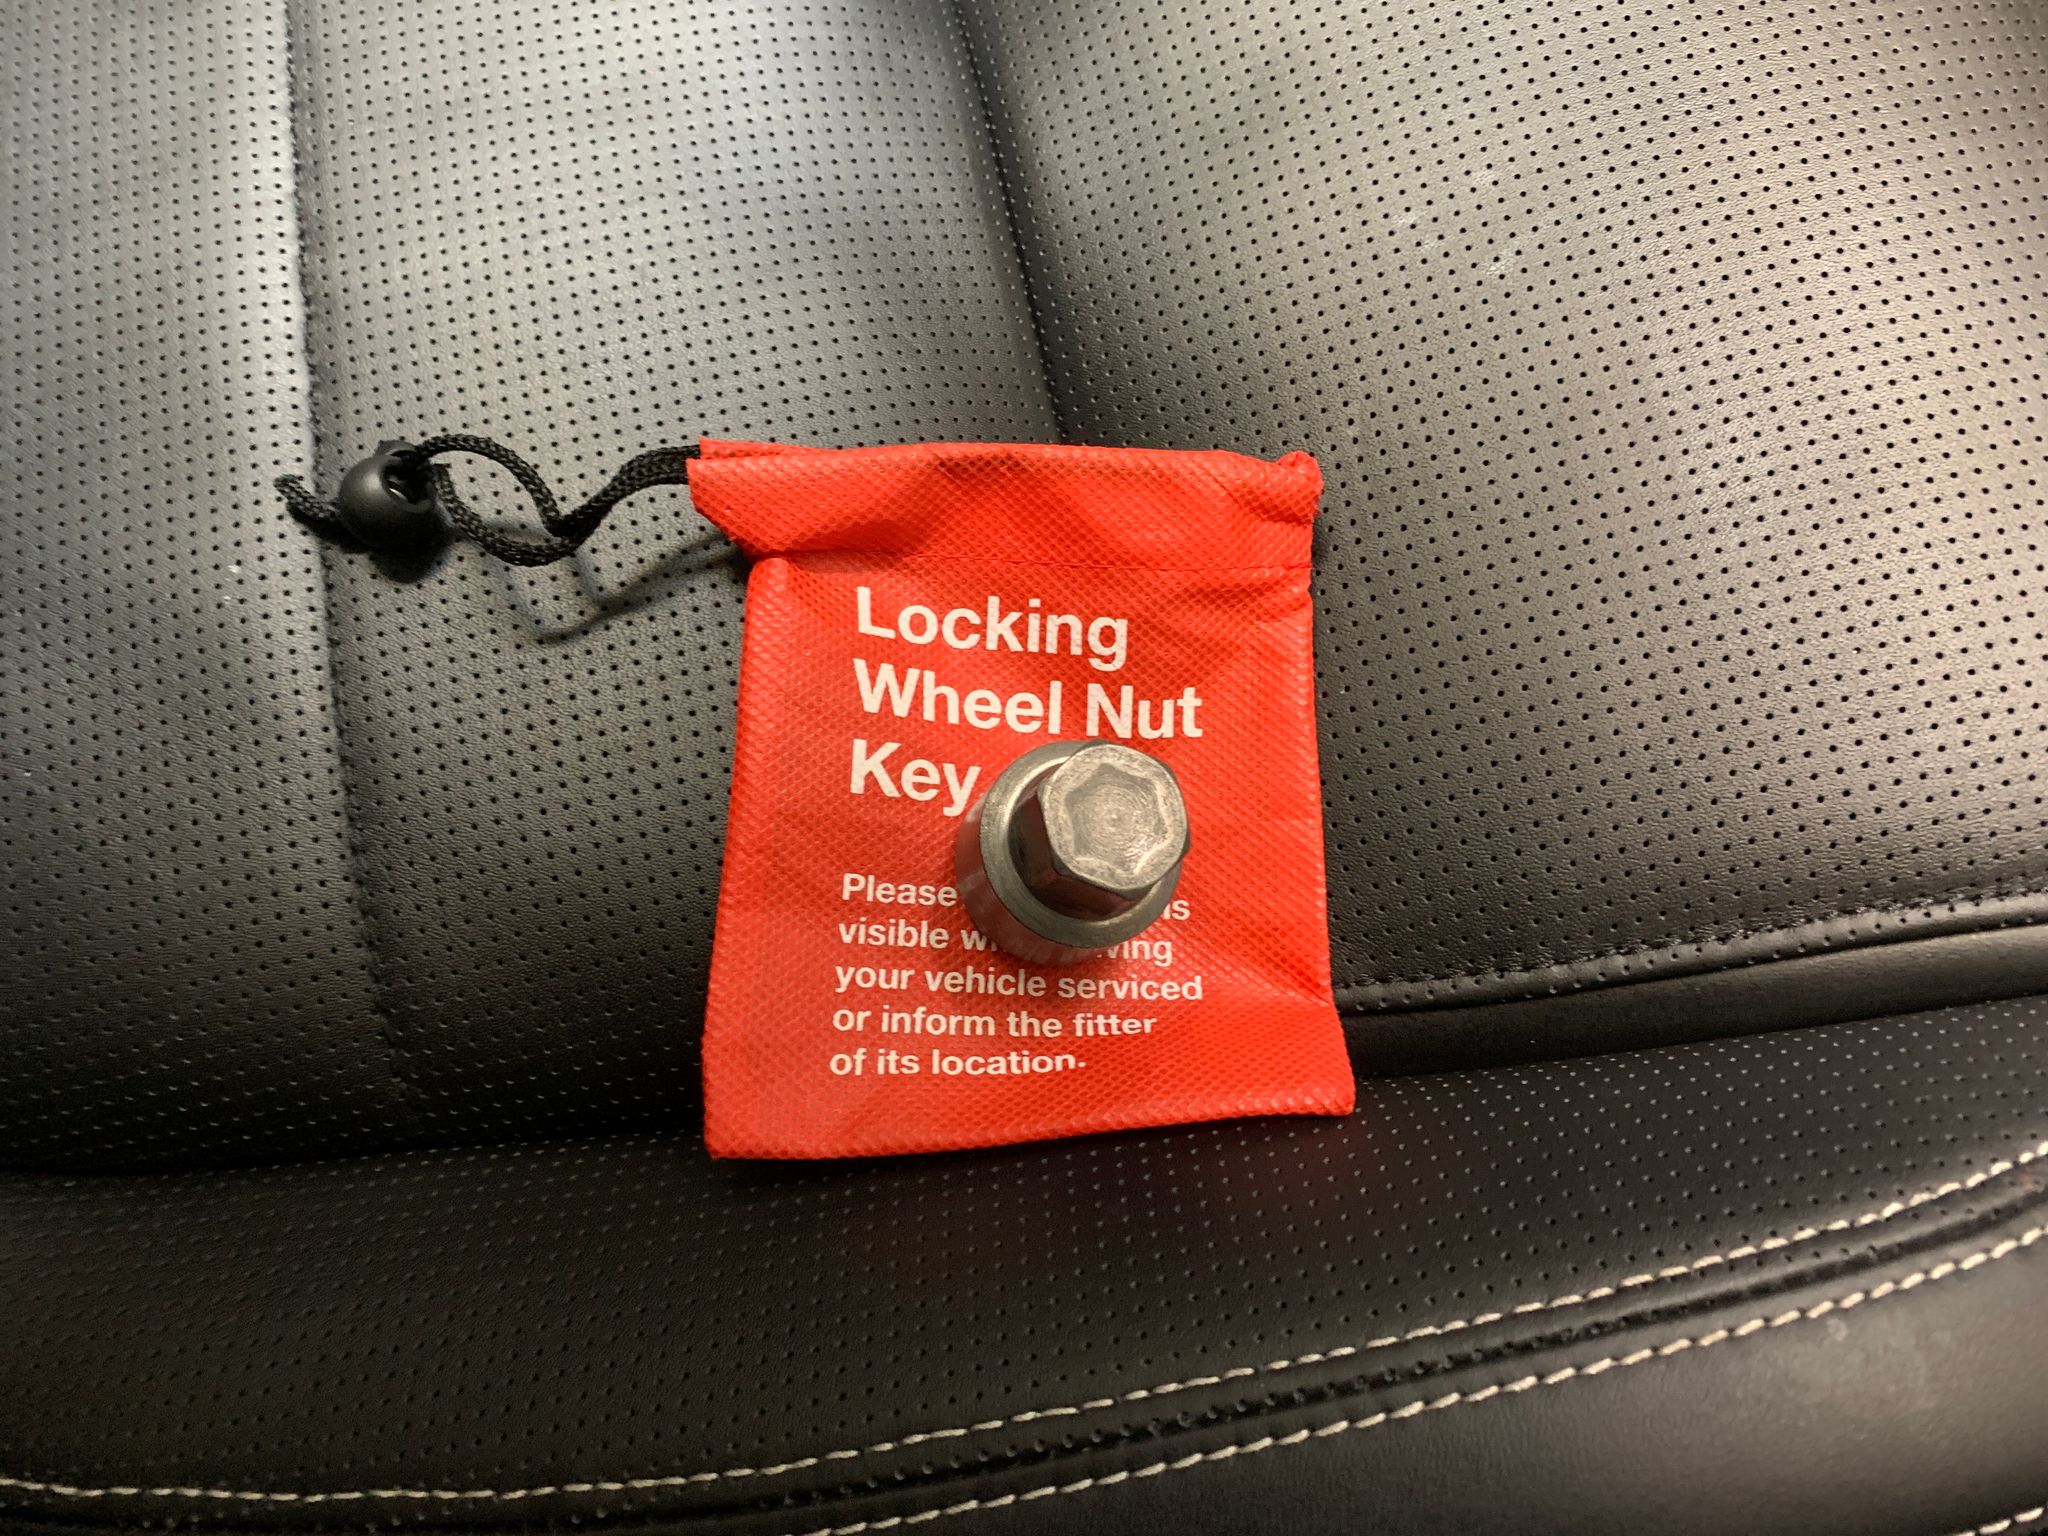 Locking
Wheel Nut
Key
Please
visible
your vehicle serviced
or inform the fitter
of its location.